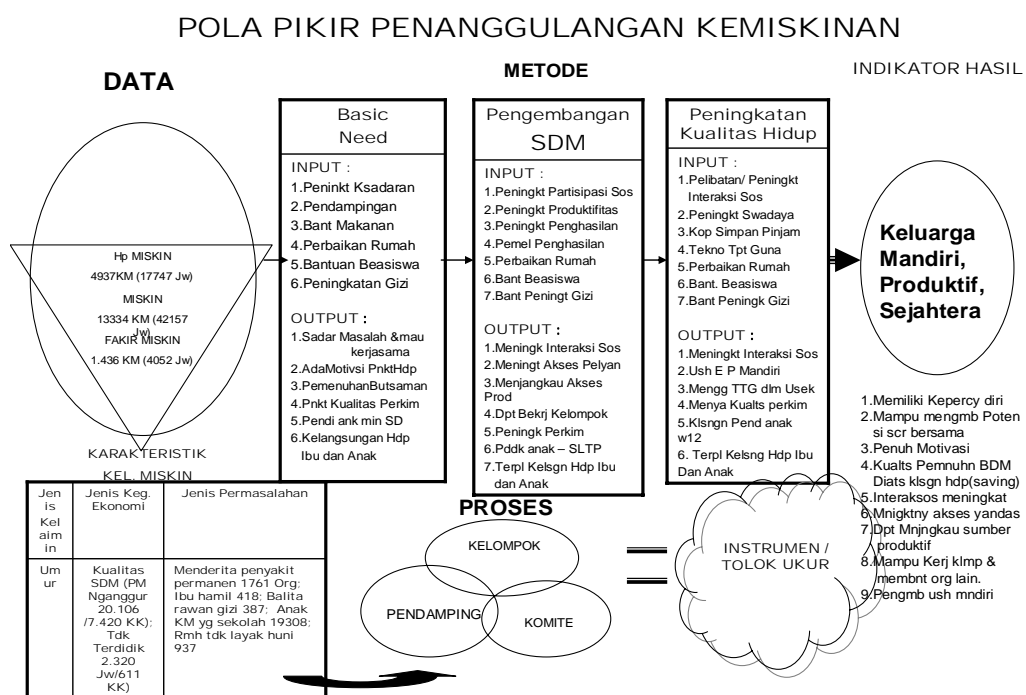 POLA PIKIR PENANGGULANGAN KEMISKINAN
DATA
METODE
INDIKATOR HASIL
Hp MISKIN
4937KM (17747 Jw)
MISKIN
13334 KM (42157
Jw)
FAKIR MISKIN
1.436 KM (4052 Jw)
KARAKTERISTIK
KEL. MISKIN
Basic
Need
INPUT :
1.Peninkt Ksadaran
2.Pendampingan
3.Bant Makanan
4.Perbaikan Rumah
5.Bantuan Beasiswa
6.Peningkatan Gizi
OUTPUT :
1.Sadar Masalah &mau
kerjasama
2.AdaMotivsi PnktHdp
3.PemenuhanButsaman
4.Pnkt Kualitas Perkim
5.Pendi ank min SD
6.Kelangsungan Hdp
Ibu dan Anak
Pengembangan
SDM
INPUT :
1.Peningkt Partisipasi Sos
2.Peningkt Produktifitas
3.Peningkt Penghasilan
4.Pemel Penghasilan
5.Perbaikan Rumah
6.Bant Beasiswa
7.Bant Peningt Gizi
OUTPUT :
1.Meningk Interaksi Sos
2.Meningt Akses Pelyan
3.Menjangkau Akses
Prod
4.Dpt Bekrj Kelompok
5.Peningk Perkim
6.Pddk anak – SLTP
7.Terpl Kelsgn Hdp Ibu
dan Anak
Peningkatan
Kualitas Hidup
INPUT :
1.Pelibatan/ Peningkt
Interaksi Sos
2.Peningkt Swadaya
3.Kop Simpan Pinjam
4.Tekno Tpt Guna
5.Perbaikan Rumah
6.Bant. Beasiswa
7.Bant Peningk Gizi
OUTPUT :
1.Meningkt Interaksi Sos
2.Ush E P Mandiri
3.Mengg TTG dlm Usek
4.Menya Kualts perkim
5.Klsngn Pend anak
w12
6. Terpl Kelsng Hdp Ibu
Dan Anak
Keluarga
Mandiri,
Produktif,
Sejahtera
1.Memiliki Kepercy diri
2.Mampu mengmb Poten
si scr bersama
3.Penuh Motivasi
4.Kualts Pemnuhn BDM
Diats klsgn hdp(saving)
5.Interaksos meningkat
6.Mnigktny akses yandas
7.Dpt Mnjngkau sumber
produktif
8.Mampu Kerj klmp &
membnt org lain.
9.Pengmb ush mndiri
Jen
is
Kel
aim
in
Jenis Keg.
Ekonomi
Jenis Permasalahan
Um
ur
Kualitas
SDM (PM
Nganggur
20.106
/7.420 KK);
Tdk
Terdidik
2.320
Jw/611
KK)
Menderita penyakit
permanen 1761 Org;
Ibu hamil 418; Balita
rawan gizi 387; Anak
KM yg sekolah 19308;
Rmh tdk layak huni
937
PROSES
KELOMPOK
PENDAMPING
KOMITE
INSTRUMEN /
TOLOK UKUR